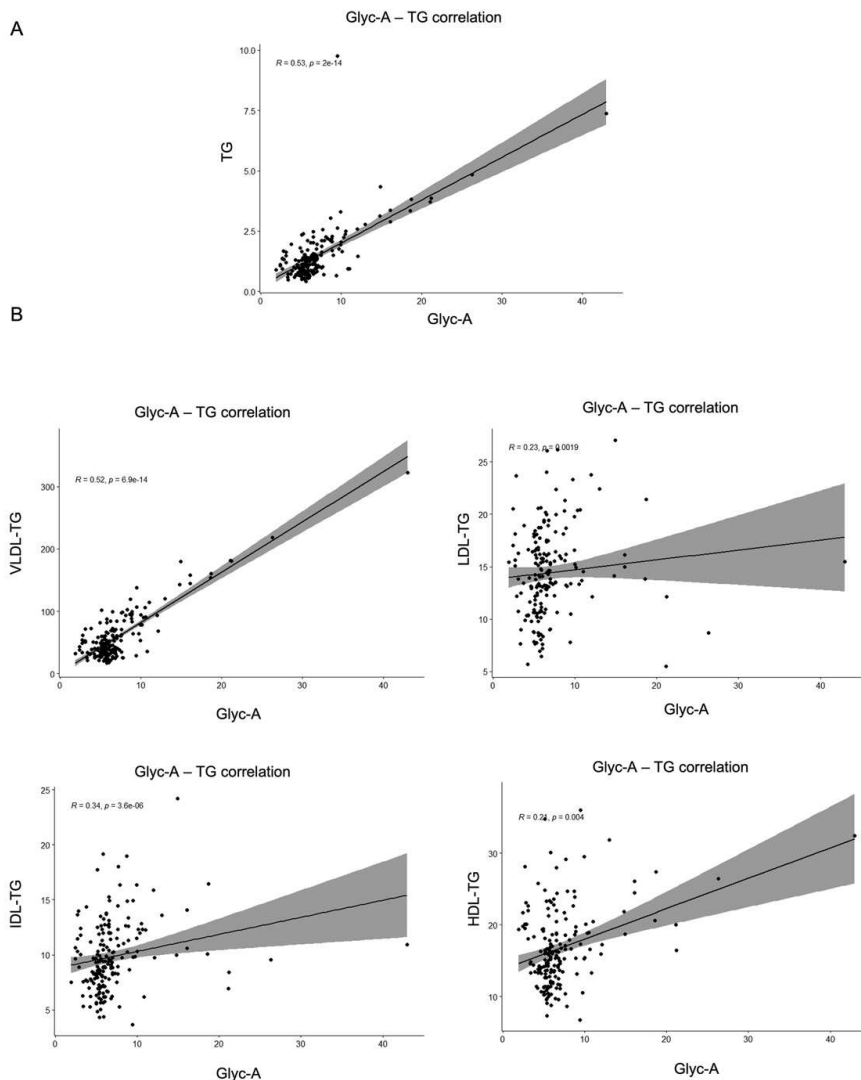 A
Glyc-A – TG correlation
R = 0.53, p = 2e-14
10.0
7.5
5.0
2.5
0.0
TG
0 10 20 30 40
Glyc-A
B
Glyc-A – TG correlation
R = 0.52, p = 6.9e-14
300
200
100
0
VLDL-TG
0 10 20 30 40
Glyc-A
Glyc-A – TG correlation
R = 0.23, p = 0.0019
25
20
15
10
5
LDL-TG
0 10 20 30 40
Glyc-A
Glyc-A – TG correlation
R = 0.34, p = 3.6e-06
25
20
15
10
5
IDL-TG
0 10 20 30 40
Glyc-A
Glyc-A – TG correlation
R = 0.21, p = 0.004
30
20
10
HDL-TG
0 10 20 30 40
Glyc-A